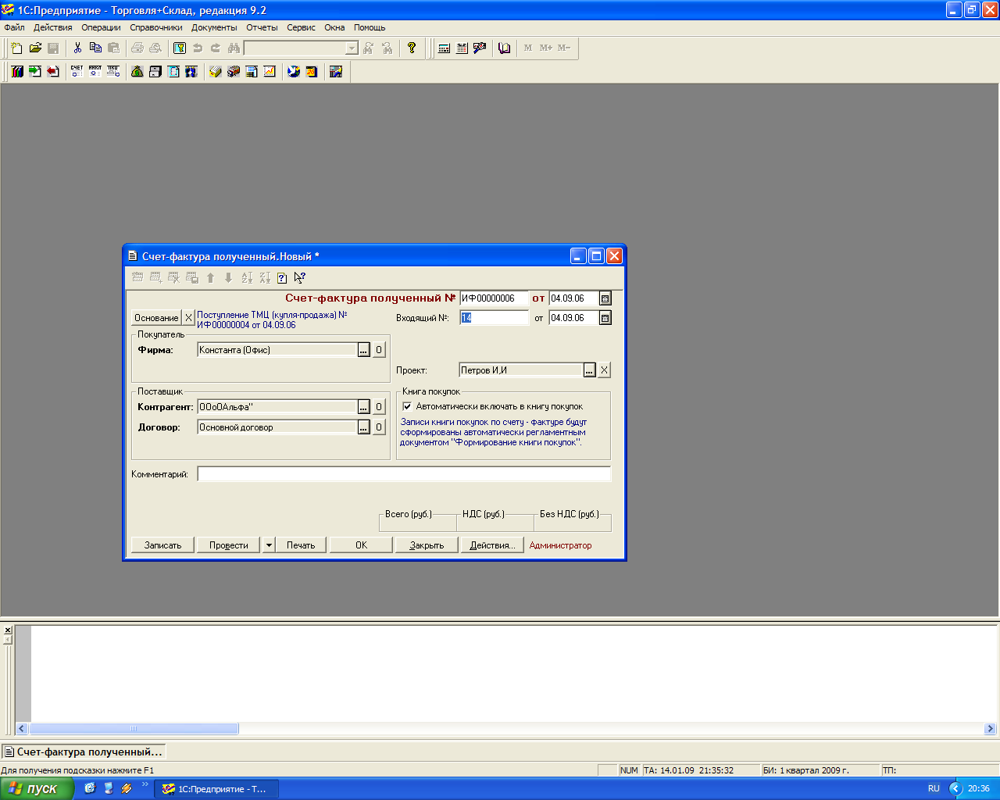 1С:Предприятие - Торговля+Склад, редакция 9.2
Файл Действия Операции Справочники Документы Отчеты Сервис Окна Помощь
M M+ M−
СЧЕТ НАКЛ ПКО
Счет-фактура полученный.Новый *
Счет-фактура полученный № ИФ00000006 от 04.09.06
Основание X Поступление ТМЦ (купля-продажа) №
ИФ00000004 от 04.09.06
Входящий №: 14 от 04.09.06
Покупатель
Фирма: Константа (Офис) ... О
Проект: Петров И,И ... X
Поставщик
Контрагент: ООоОАльфа" ... О
Договор: Основной договор ... О
Книга покупок
Автоматически включать в книгу покупок
Записи книги покупок по счету - фактуре будут
сформированы автоматически регламентным
документом "Формирование книги покупок".
Комментарий:
Всего (руб.) НДС (руб.) Без НДС (руб.)
Записать Провести Печать ОК Закрыть Действия... Администратор
Счет-фактура полученный...
Для получения подсказки нажмите F1 NUM ТА: 14.01.09 21:35:32 БИ: 1 квартал 2009 г. ТП:
пуск 1С:Предприятие - Т... RU 20:36